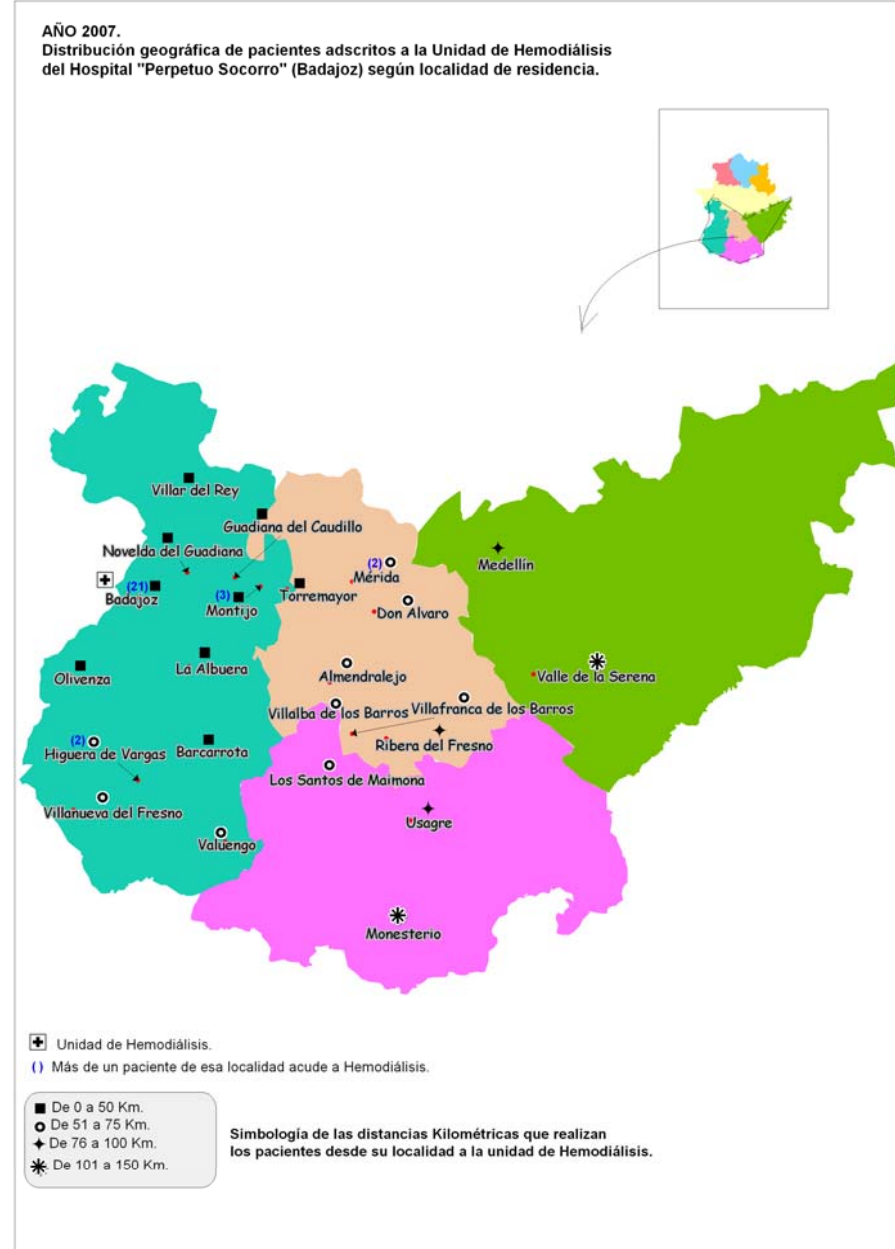 AÑO 2007.
Distribución geográfica de pacientes adscritos a la Unidad de Hemodiálisis
del Hospital "Perpetuo Socorro" (Badajoz) según localidad de residencia.
Villar del Rey
Guadiana del Caudillo
Novelda del Guadiana
(2)
Mérida
Medellín
(21)
Badajoz
(3)
Montijo
Torremayor
Don Alvaro
La Albuera
Olivenza
Almendralejo
Valle de la Serena
Villalba de los Barros
Villafranca de los Barros
(2)
Higuera de Vargas
Barcarrota
Ribera del Fresno
Los Santos de Maimona
Villanueva del Fresno
Usagre
Valuengo
Monesterio
Unidad de Hemodiálisis.
( ) Más de un paciente de esa localidad acude a Hemodiálisis.
De 0 a 50 Km.
De 51 a 75 Km.
De 76 a 100 Km.
De 101 a 150 Km.
Simbología de las distancias Kilométricas que realizan
los pacientes desde su localidad a la unidad de Hemodiálisis.